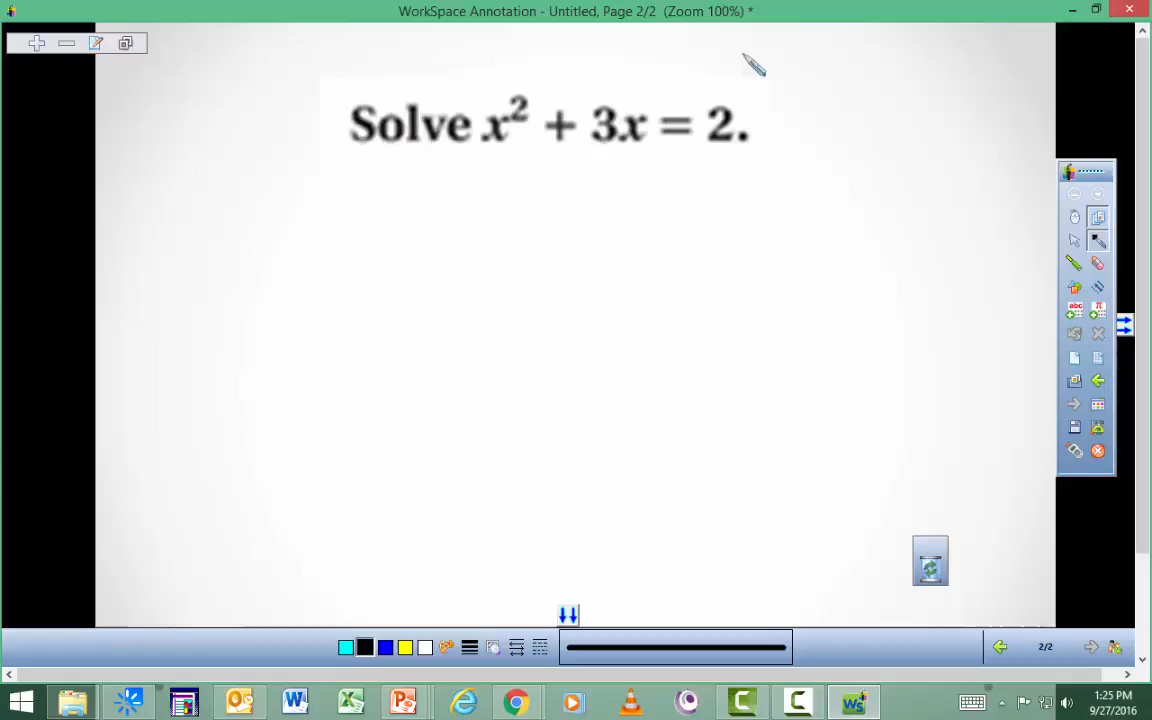 WorkSpace Annotation - Untitled, Page 2/2 (Zoom 100%) *
Solve x² + 3x = 2.
abc
π
2/2
1:25 PM
9/27/2016